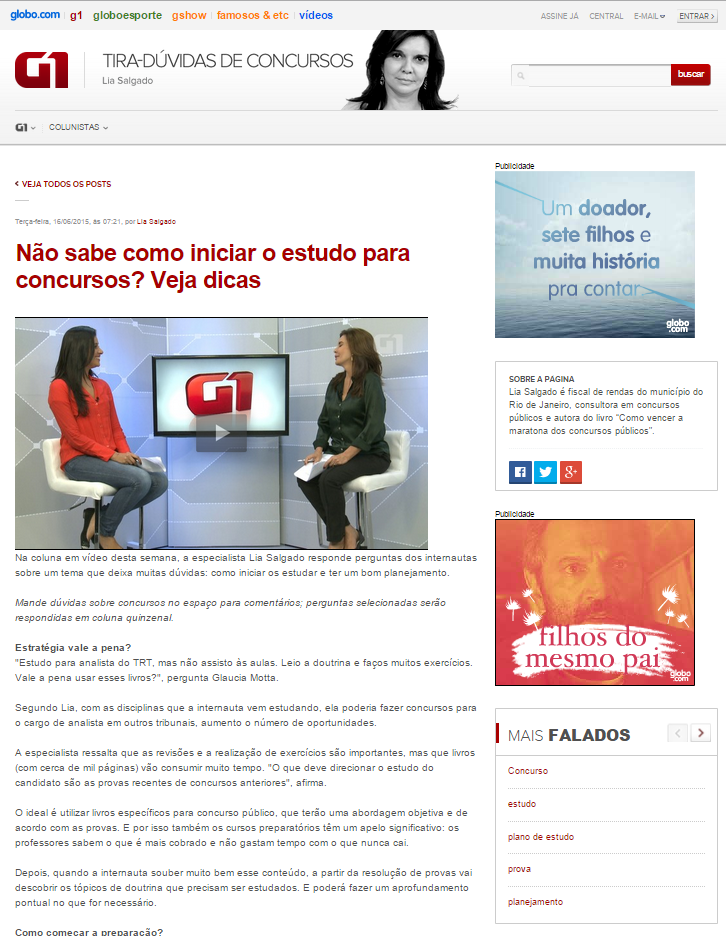 globo.com g1 globoesporte gshow famosos & etc vídeos
ASSINE JÁ CENTRAL E-MAIL ENTRAR
G1
TIRA-DÚVIDAS DE CONCURSOS
Lia Salgado
buscar
G1 COLUNISTAS
VEJA TODOS OS POSTS
Terça-feira, 16/06/2015, às 07:21, por Lia Salgado
Não sabe como iniciar o estudo para
concursos? Veja dicas
G1
G1
Na coluna em vídeo desta semana, a especialista Lia Salgado responde perguntas dos internautas
sobre um tema que deixa muitas dúvidas: como iniciar os estudar e ter um bom planejamento.
Mande dúvidas sobre concursos no espaço para comentários; perguntas selecionadas serão
respondidas em coluna quinzenal.
Estratégia vale a pena?
"Estudo para analista do TRT, mas não assisto às aulas. Leio a doutrina e faços muitos exercícios.
Vale a pena usar esses livros?", pergunta Glaucia Motta.
Segundo Lia, com as disciplinas que a internauta vem estudando, ela poderia fazer concursos para
o cargo de analista em outros tribunais, aumento o número de oportunidades.
A especialista ressalta que as revisões e a realização de exercícios são importantes, mas que livros
(com cerca de mil páginas) vão consumir muito tempo. "O que deve direcionar o estudo do
candidato são as provas recentes de concursos anteriores", afirma.
O ideal é utilizar livros específicos para concurso público, que terão uma abordagem objetiva e de
acordo com as provas. E por isso também os cursos preparatórios têm um apelo significativo: os
professores sabem o que é mais cobrado e não gastam tempo com o que nunca cai.
Depois, quando a internauta souber muito bem esse conteúdo, a partir da resolução de provas vai
descobrir os tópicos de doutrina que precisam ser estudados. E poderá fazer um aprofundamento
pontual no que for necessário.
Como começar a preparação?
Publicidade
Um doador,
sete filhos e
muita história
pra contar
globo
.com
SOBRE A PÁGINA
Lia Salgado é fiscal de rendas do município do
Rio de Janeiro, consultora em concursos
públicos e autora do livro "Como vencer a
maratona dos concursos públicos".
Publicidade
filhos do
mesmo pai
globo
.com
MAIS FALADOS
Concurso
estudo
plano de estudo
prova
planejamento